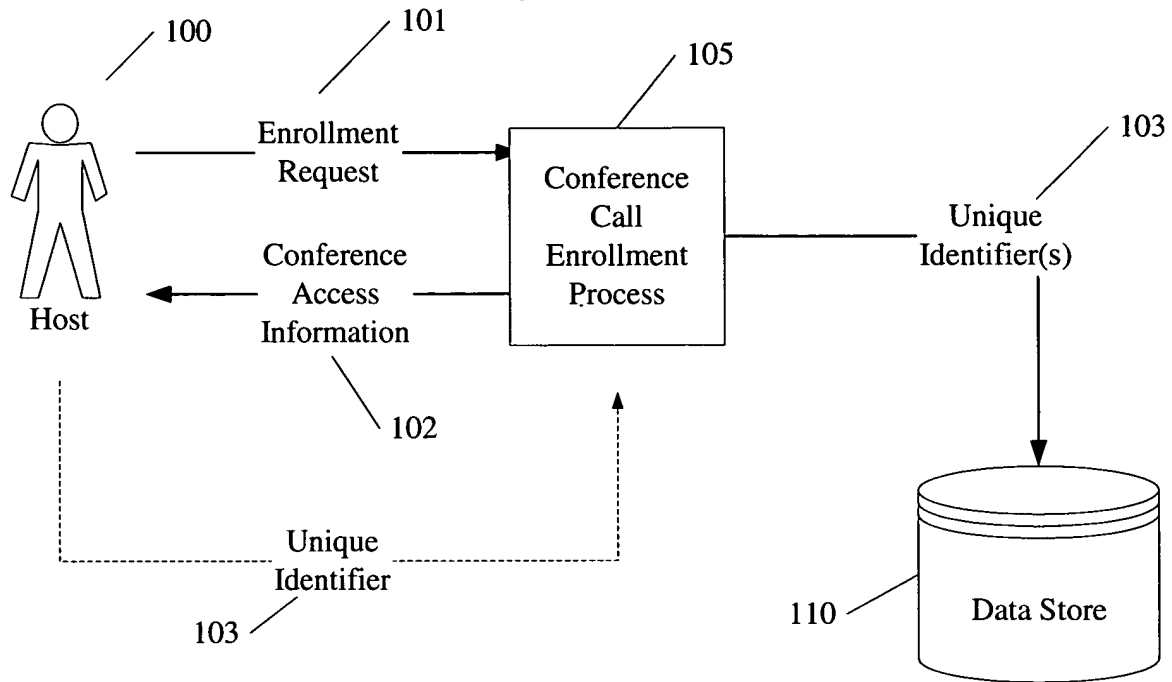 100
101
105
103
Enrollment
Request
Conference
Call
Enrollment
Process
Unique
Identifier(s)
Conference
Access
Information
Host
102
Unique
Identifier
103
110
Data Store